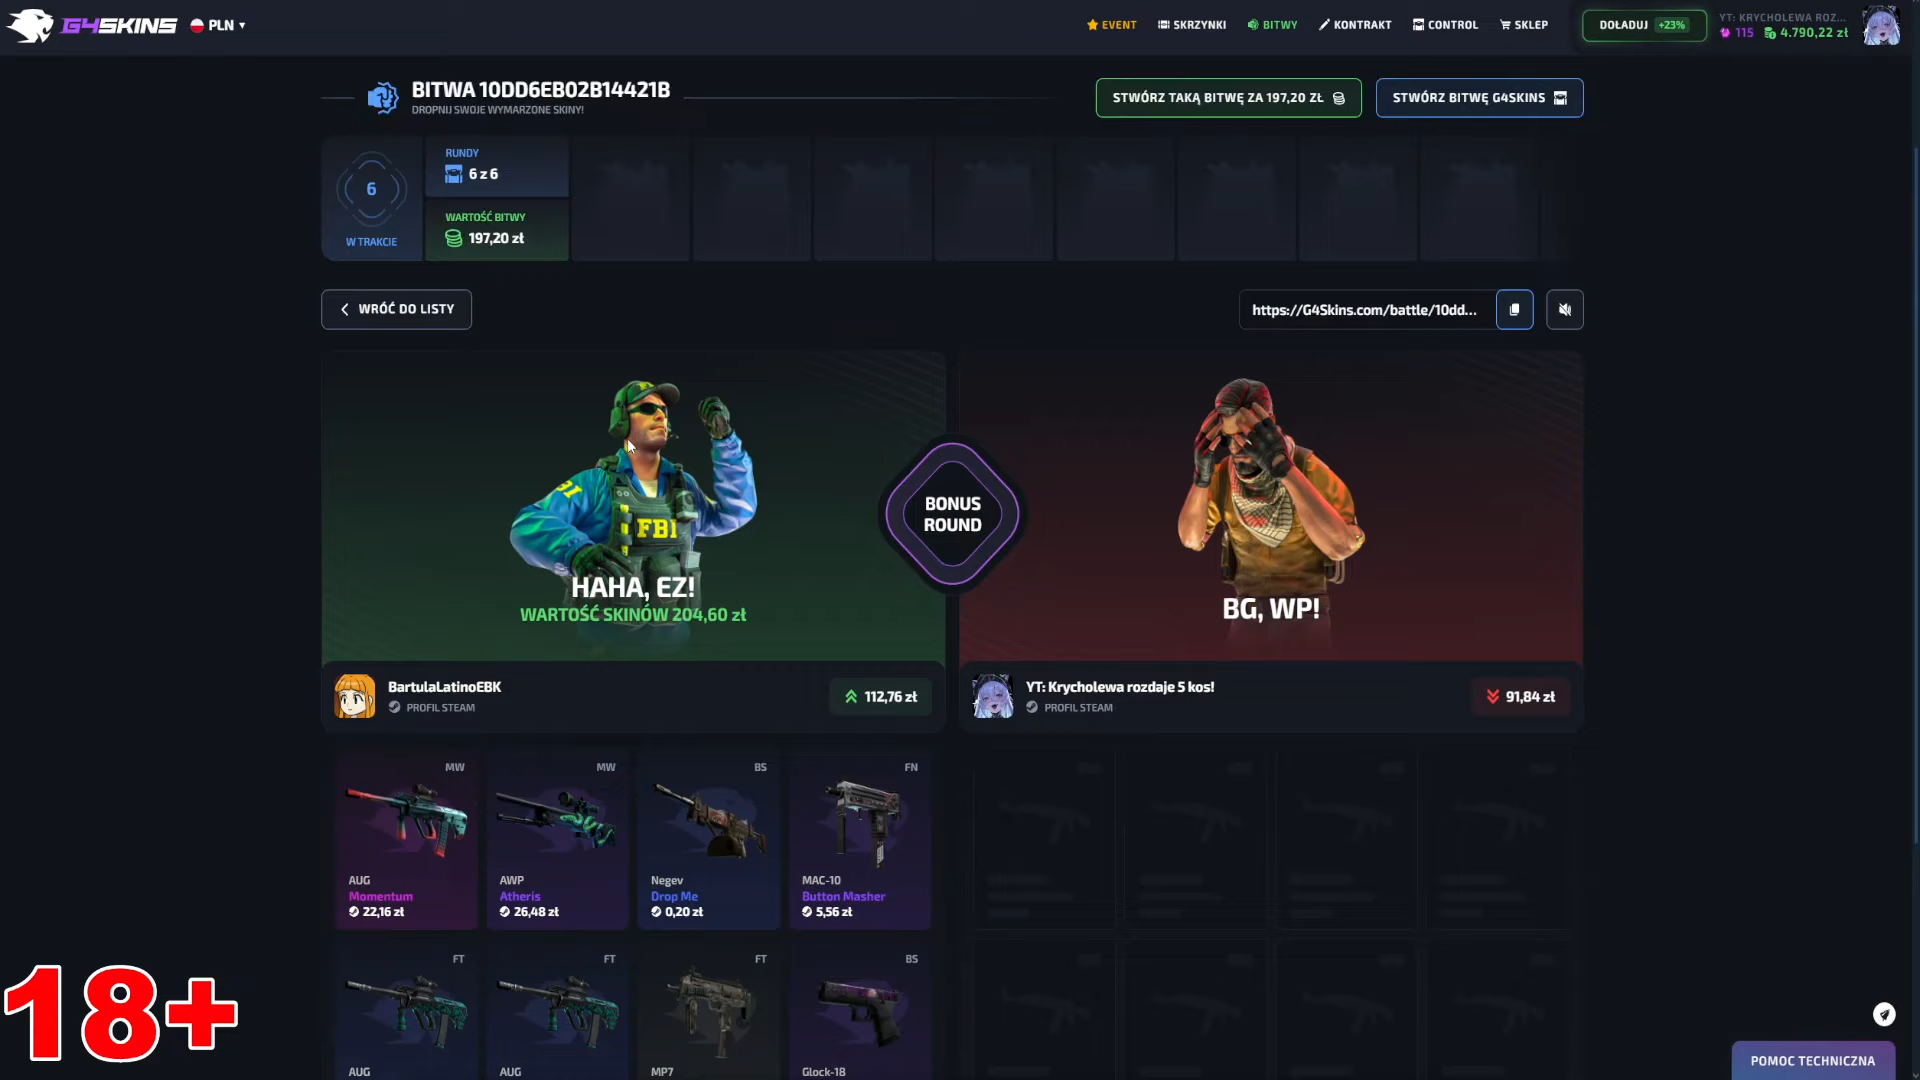 G4SKINS
PLN
EVENT
SKRZYNKI
BITWY
KONTRAKT
CONTROL
SKLEP
DOŁADUJ +23%
YT: KRYCHOLEWA ROZ...
115 4.790,22 zł
BITWA 10DD6EB02B14421B
DROPNIJ SWOJE WYMARZONE SKINY!
STWÓRZ TAKĄ BITWĘ ZA 197,20 ZŁ
STWÓRZ BITWĘ G4SKINS
6
W TRAKCIE
RUNDY
6 z 6
WARTOŚĆ BITWY
197,20 zł
WRÓĆ DO LISTY
https://G4Skins.com/battle/10dd...
FBI
HAHA, EZ!
WARTOŚĆ SKINÓW 204,60 zł
BONUS
ROUND
BG, WP!
BartulaLatinoEBK
PROFIL STEAM
112,76 zł
YT: Krycholewa rozdaje 5 kos!
PROFIL STEAM
91,84 zł
MW
AUG
Momentum
22,16 zł
MW
AWP
Atheris
26,48 zł
BS
Negev
Drop Me
0,20 zł
FN
MAC-10
Button Masher
5,56 zł
FT
AUG
FT
AUG
FT
MP7
BS
Glock-18
18+
POMOC TECHNICZNA